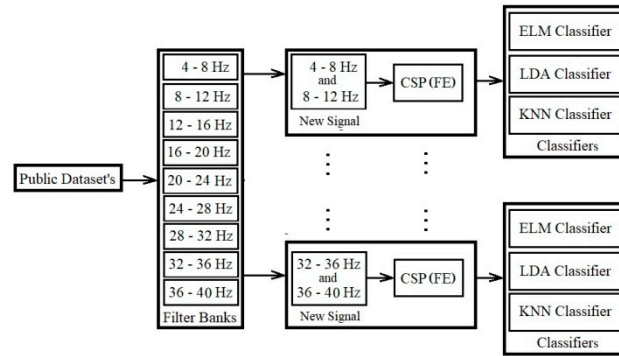 Public Dataset's
4 - 8 Hz
8 - 12 Hz
12 - 16 Hz
16 - 20 Hz
20 - 24 Hz
24 - 28 Hz
28 - 32 Hz
32 - 36 Hz
36 - 40 Hz
Filter Banks
4 - 8 Hz
and
8 - 12 Hz
CSP (FE)
New Signal
32 - 36 Hz
and
36 - 40 Hz
CSP (FE)
New Signal
ELM Classifier
LDA Classifier
KNN Classifier
Classifiers
ELM Classifier
LDA Classifier
KNN Classifier
Classifiers